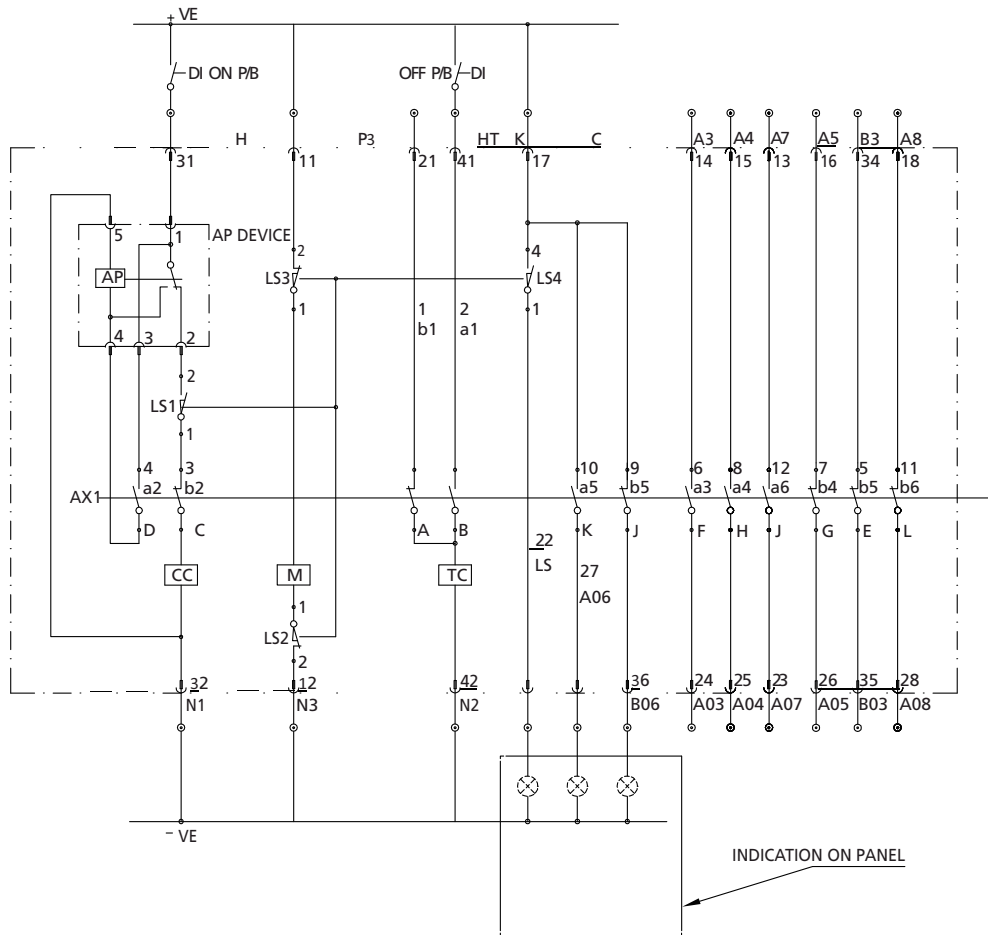 + VE
DI ON P/B OFF P/B DI
H P3 HT K C A3 A4 A7 A5 B3 A8
31 11 21 41 17 14 15 13 16 34 18
5 1 AP DEVICE
2 4
AP LS3 LS4
1 1
1 2
b1 a1
4 3 2
2
LS1
1
4 3 10 9 6 8 12 7 5 11
AX1 a2 b2 a5 b5 a3 a4 a6 b4 b5 b6
D C A B K J F H J G E L
22
LS
CC M TC 27
A06
1
LS2
2
32 12 42 36 24 25 23 26 35 28
N1 N3 N2 B06 A03 A04 A07 A05 B03 A08
- VE
INDICATION ON PANEL